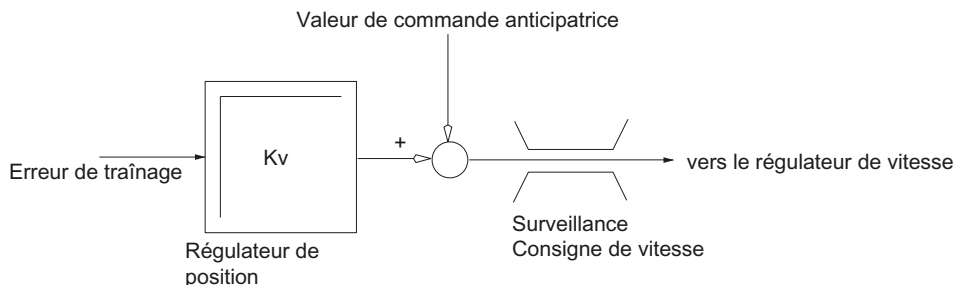 Valeur de commande anticipatrice
Kv
+
Erreur de traînage
vers le régulateur de vitesse
Régulateur de
position
Surveillance
Consigne de vitesse